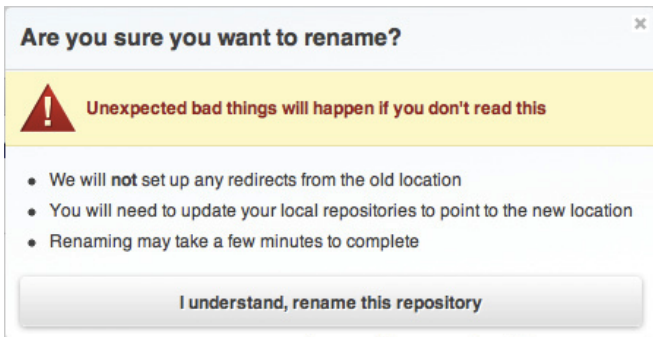 Are you sure you want to rename?
Unexpected bad things will happen if you don't read this
We will not set up any redirects from the old location
You will need to update your local repositories to point to the new location
Renaming may take a few minutes to complete
I understand, rename this repository